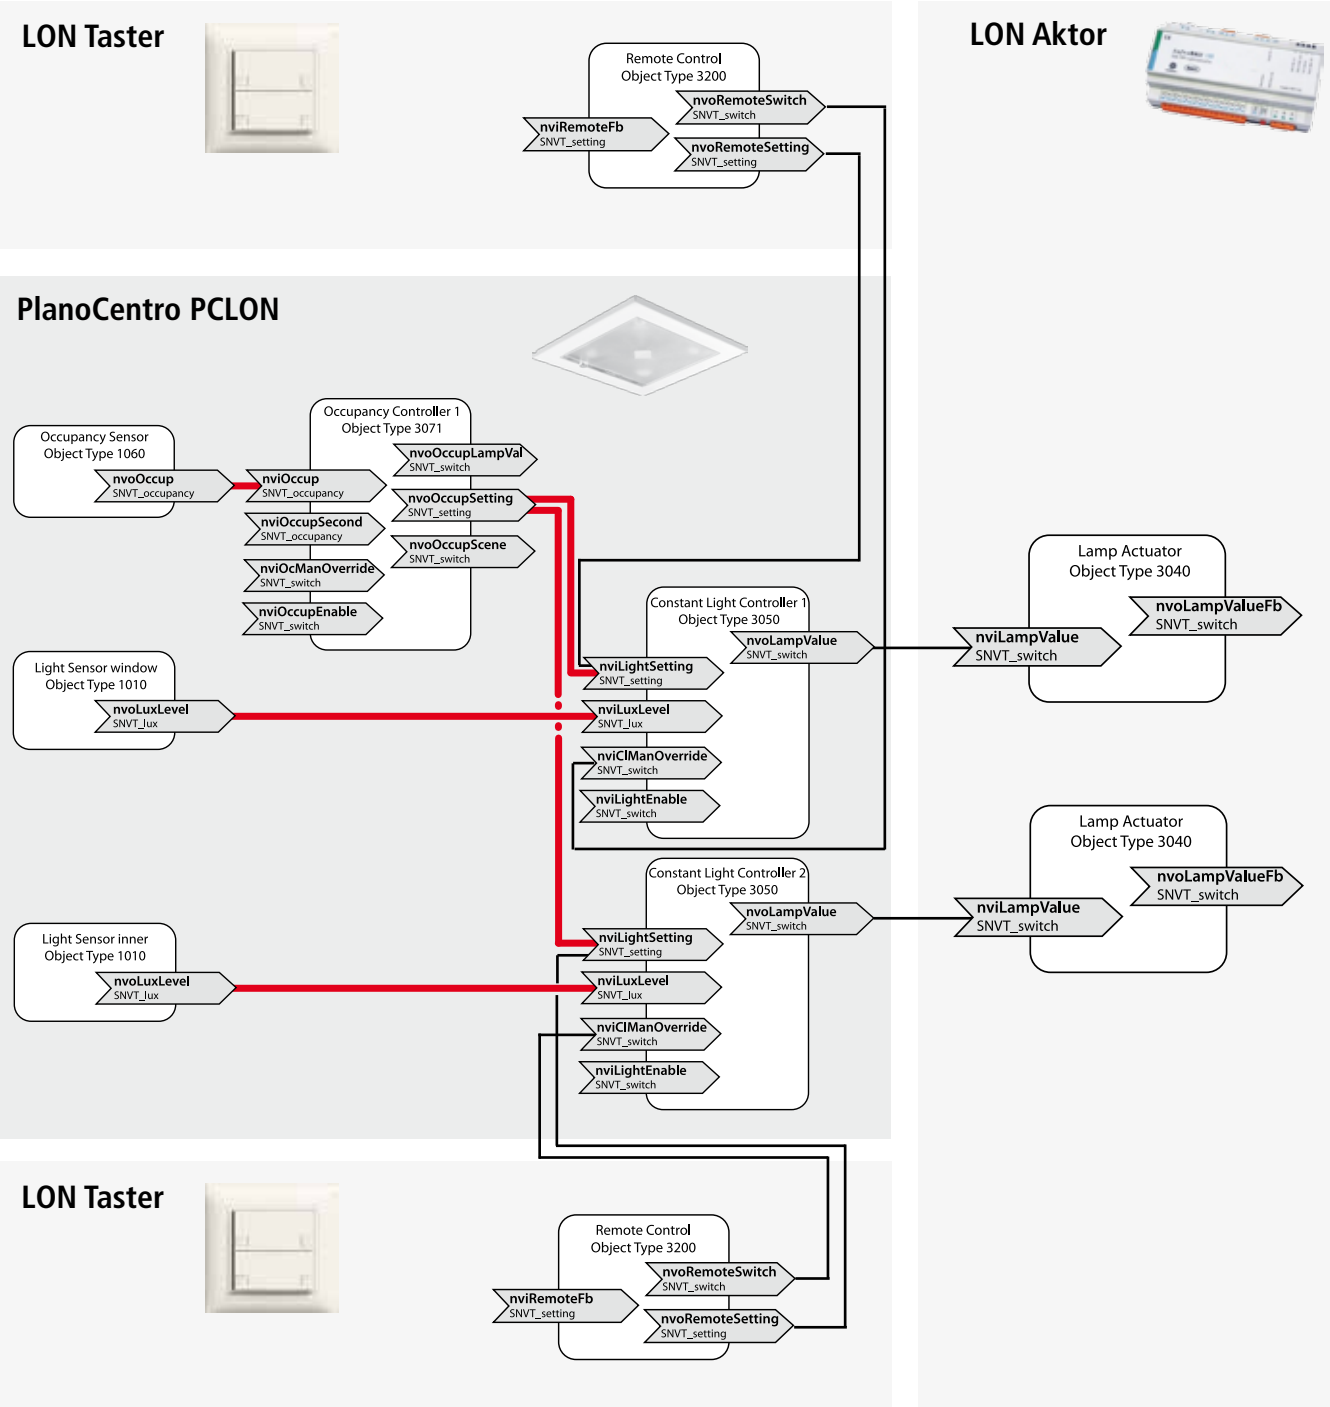 LON Taster
Remote Control
Object Type 3200
nvoRemoteSwitch
SNVT_switch
nviRemoteFb
SNVT_setting
nvoRemoteSetting
SNVT_setting
LON Aktor
PlanoCentro PCLON
Occupancy Sensor
Object Type 1060
nvoOccup
SNVT_occupancy
Occupancy Controller 1
Object Type 3071
nvoOccupLampVal
SNVT_switch
nviOccup
SNVT_occupancy
nvoOccupSetting
SNVT_setting
nviOccupSecond
SNVT_occupancy
nvoOccupScene
SNVT_switch
nviOcManOverride
SNVT_switch
nviOccupEnable
SNVT_switch
Light Sensor window
Object Type 1010
nvoLuxLevel
SNVT_lux
Constant Light Controller 1
Object Type 3050
nvoLampValue
SNVT_switch
nviLightSetting
SNVT_setting
nviLuxLevel
SNVT_lux
nviClManOverride
SNVT_switch
nviLightEnable
SNVT_switch
Lamp Actuator
Object Type 3040
nvoLampValueFb
SNVT_switch
nviLampValue
SNVT_switch
Light Sensor inner
Object Type 1010
nvoLuxLevel
SNVT_lux
Constant Light Controller 2
Object Type 3050
nvoLampValue
SNVT_switch
nviLightSetting
SNVT_setting
nviLuxLevel
SNVT_lux
nviClManOverride
SNVT_switch
nviLightEnable
SNVT_switch
Lamp Actuator
Object Type 3040
nvoLampValueFb
SNVT_switch
nviLampValue
SNVT_switch
LON Taster
Remote Control
Object Type 3200
nvoRemoteSwitch
SNVT_switch
nviRemoteFb
SNVT_setting
nvoRemoteSetting
SNVT_setting